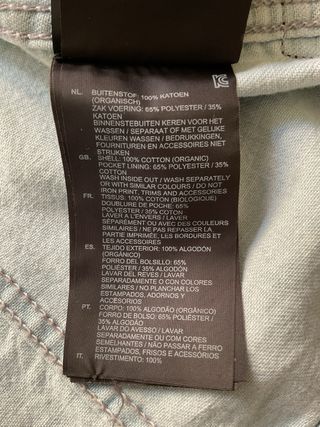 NL. BUITENSTOF: 100% KATOEN
(ORGANISCH)
ZAK VOERING: 65% POLYESTER / 35%
KATOEN
BINNENSTEBUITEN KEREN VOOR HET
WASSEN / SEPARAAT OF MET GELIJKE
KLEUREN WASSEN / BEDRUKKINGEN,
FOURNITUREN EN ACCESSOIRES NIET
STRIJKEN
GB. SHELL: 100% COTTON (ORGANIC)
POCKET LINING: 65% POLYESTER / 35%
COTTON
WASH INSIDE OUT / WASH SEPARATELY
OR WITH SIMILAR COLOURS / DO NOT
IRON PRINT, TRIMS AND ACCESSORIES
FR. TISSUS: 100% COTON (BIOLOGIQUE)
DOUBLURE DE POCHE: 65%
POLYESTER / 35% COTON
LAVER À L'ENVERS / LAVER
SÉPARÉMENT OU AVEC DES COULEURS
SIMILAIRES / NE PAS REPASSER LA
PARTIE IMPRIMÉE, LES BORDURES ET
LES ACCESSOIRES
ES. TEJIDO EXTERIOR: 100% ALGODÓN
(ORGÁNICO)
FORRO DEL BOLSILLO: 65%
POLIÉSTER / 35% ALGODÓN
LAVAR DEL REVES / LAVAR
SEPARADAMENTE O CON COLORES
SIMILARES / NO PLANCHAR LOS
ESTAMPADOS, ADORNOS Y
ACCESORIOS
PT. CORPO: 100% ALGODÃO (ORGÂNICO)
FORRO DE BOLSO: 65% POLIÉSTER /
35% ALGODÃO
LAVAR DO AVESSO / LAVAR
SEPARADAMENTE OU COM CORES
SEMELHANTES / NÃO PASSAR A FERRO
ESTAMPADOS, FRISOS E ACESSÓRIOS
IT. RIVESTIMENTO: 100%